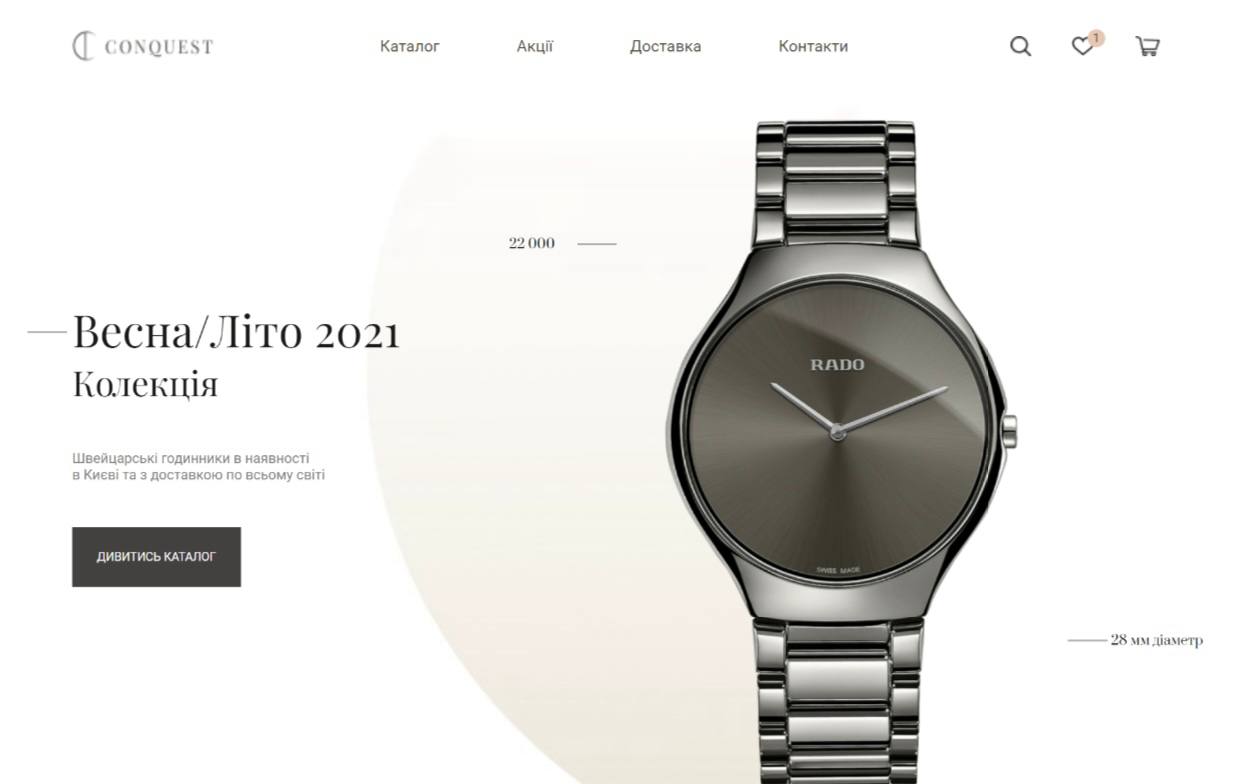 CONQUEST
Каталог
Акції
Доставка
Контакти
1
22 000
Весна/Літо 2021
Колекція
RADO
Швейцарські годинники в наявності
в Києві та з доставкою по всьому світі
ДИВИТИСЬ КАТАЛОГ
SWISS MADE
28 мм діаметр